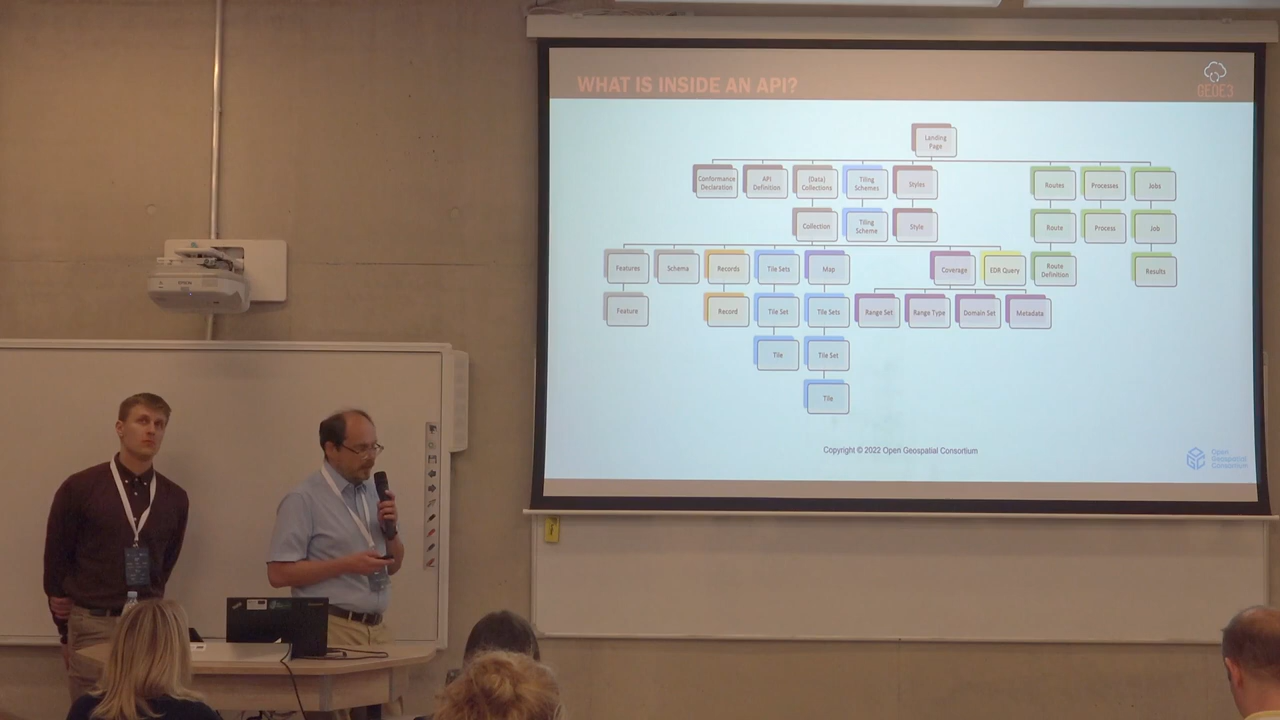 WHAT IS INSIDE AN API?
GEOE3
Landing
Page
Conformance
Declaration
API
Definition
(Data)
Collections
Tiling
Schemes
Styles
Routes
Processes
Jobs
Collection
Tiling
Scheme
Style
Route
Process
Job
Features
Schema
Records
Tile Sets
Map
Coverage
EDR Query
Route
Definition
Results
Feature
Record
Tile Set
Tile Sets
Range Set
Range Type
Domain Set
Metadata
Tile
Tile Set
Tile
Copyright © 2022 Open Geospatial Consortium
Open
Geospatial
Consortium
EPSON